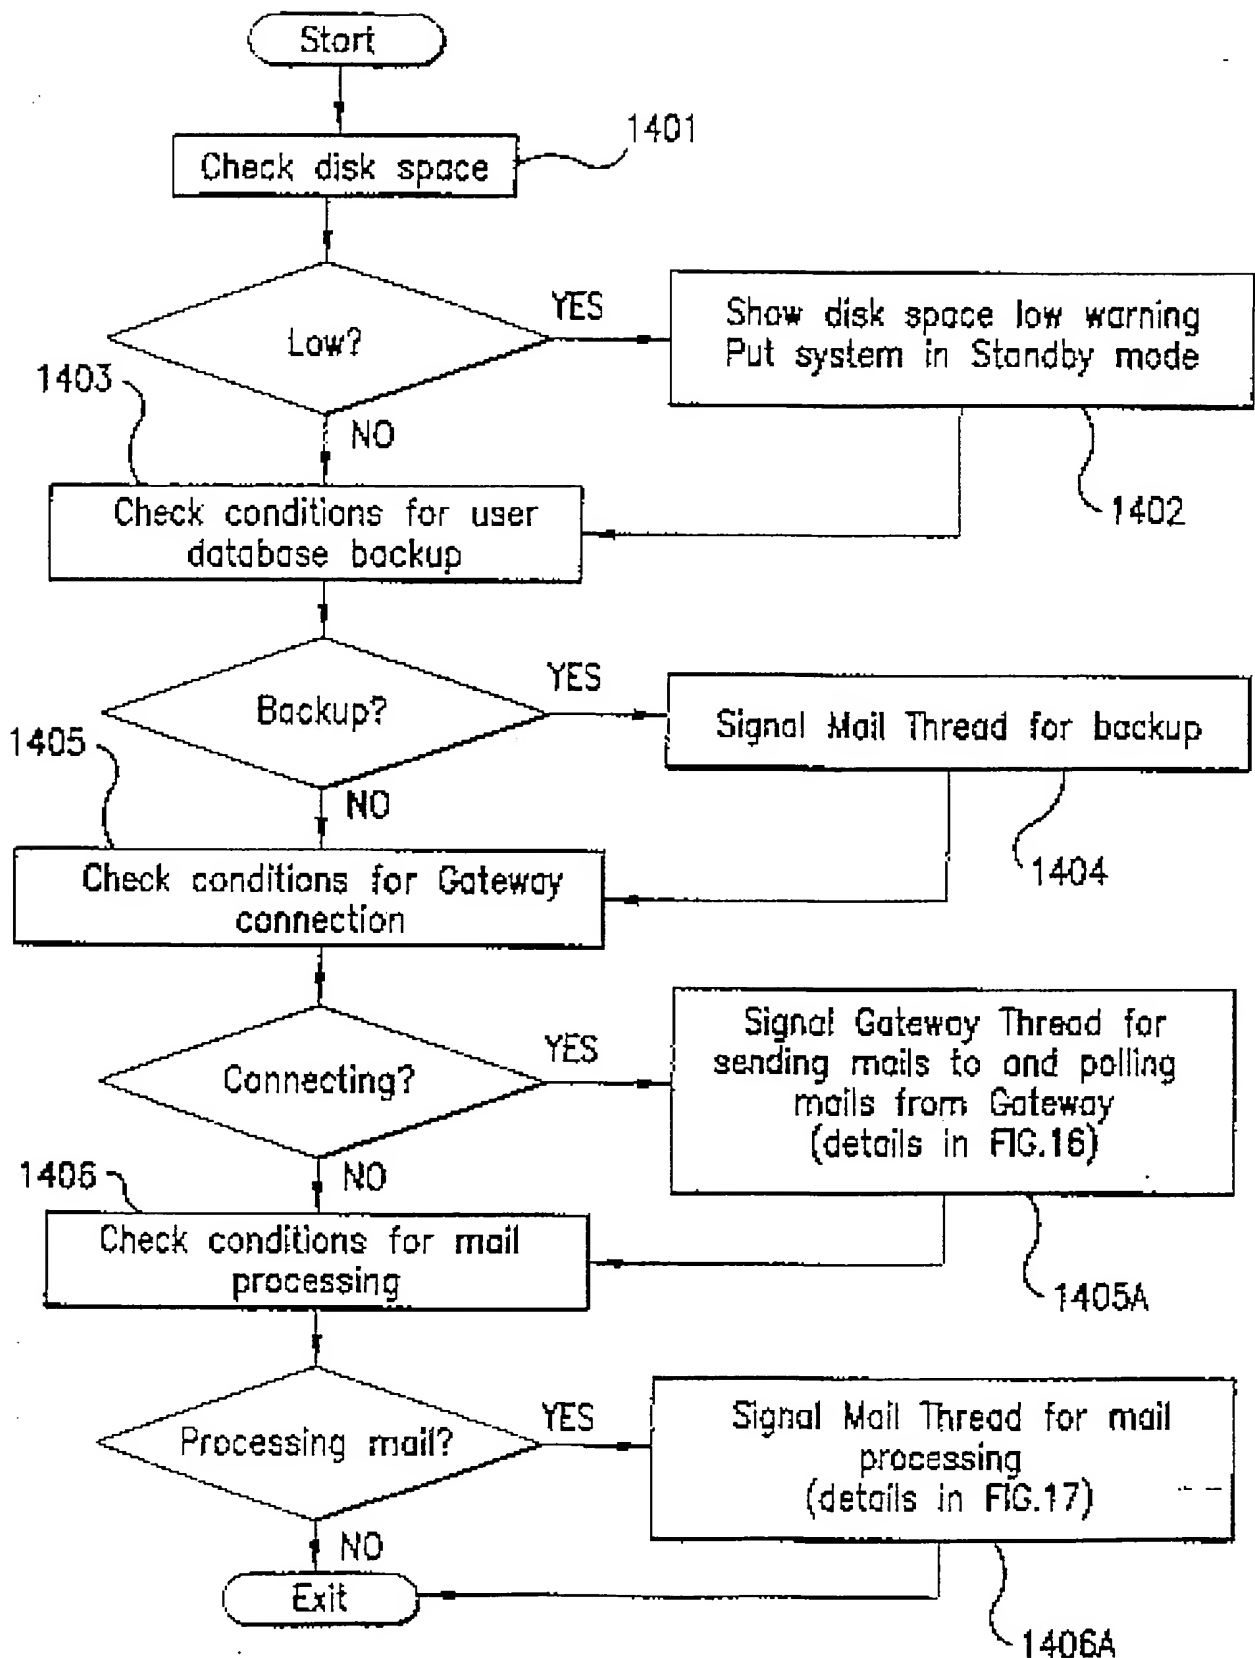 Start
1401
Check disk space
Low?
YES
Show disk space low warning
Put system in Standby mode
1402
1403
NO
Check conditions for user
database backup
Backup?
YES
Signal Mail Thread for backup
1404
1405
NO
Check conditions for Gateway
connection
Connecting?
YES
Signal Gateway Thread for
sending mails to and polling
mails from Gateway
(details in FIG.16)
1405A
1406
NO
Check conditions for mail
processing
Processing mail?
YES
Signal Mail Thread for mail
processing
(details in FIG.17)
1406A
NO
Exit